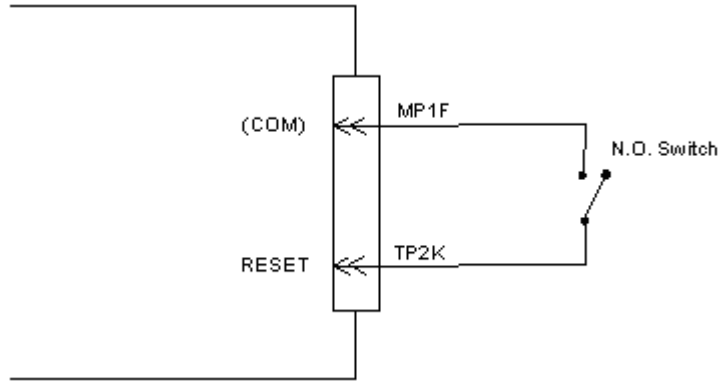 (COM)
MP1F
N.O. Switch
RESET
TP2K